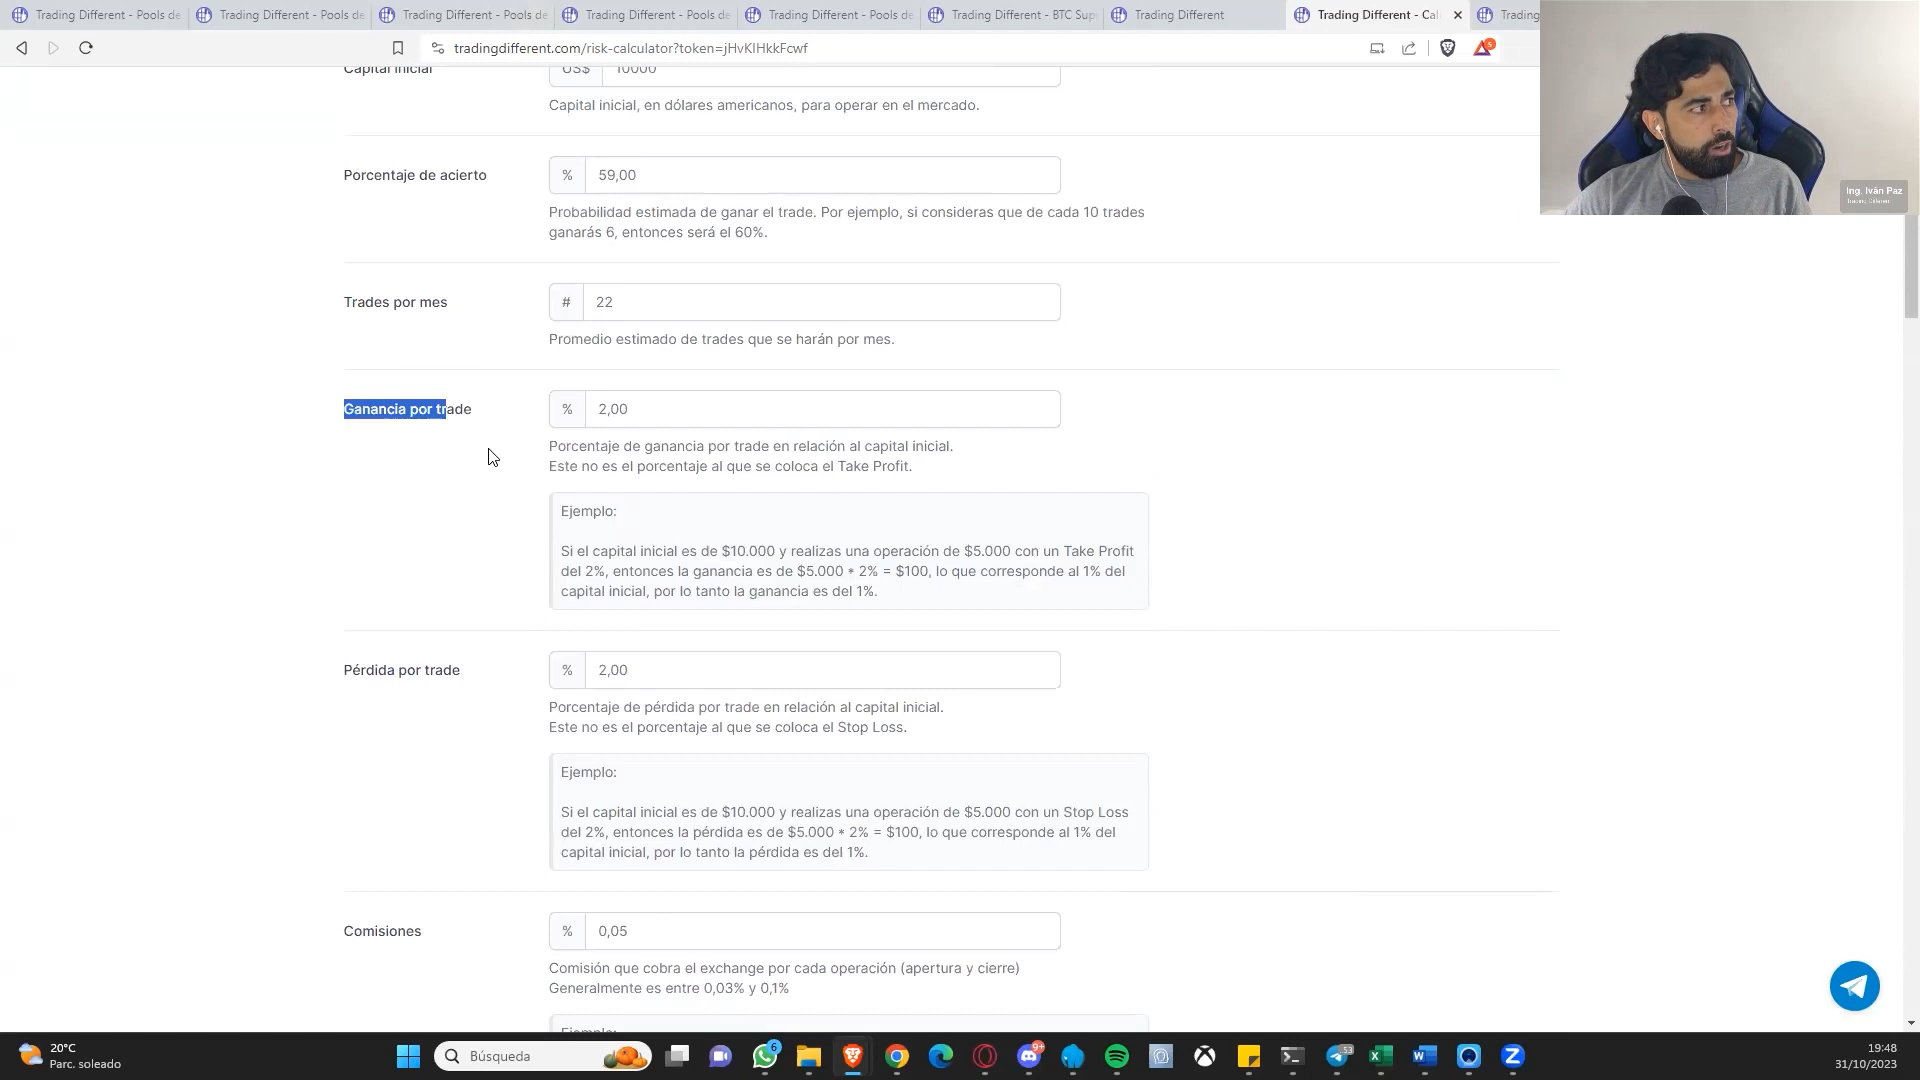 Trading Different - Pools de
Trading Different - Pools de
Trading Different - Pools de
Trading Different - Pools de
Trading Different - Pools de
Trading Different - BTC Sup
Trading Different
Trading Different - Cal
Trading
tradingdifferent.com/risk-calculator?token=jHvKlHkkFcwf
5
Capital inicial
US$ 10000
Capital inicial, en dólares americanos, para operar en el mercado.
Ing. Iván Paz
Trading Different
Porcentaje de acierto
% 59,00
Probabilidad estimada de ganar el trade. Por ejemplo, si consideras que de cada 10 trades
ganarás 6, entonces será el 60%.
Trades por mes
# 22
Promedio estimado de trades que se harán por mes.
Ganancia por trade
% 2,00
Porcentaje de ganancia por trade en relación al capital inicial.
Este no es el porcentaje al que se coloca el Take Profit.
Ejemplo:
Si el capital inicial es de $10.000 y realizas una operación de $5.000 con un Take Profit
del 2%, entonces la ganancia es de $5.000 * 2% = $100, lo que corresponde al 1% del
capital inicial, por lo tanto la ganancia es del 1%.
Pérdida por trade
% 2,00
Porcentaje de pérdida por trade en relación al capital inicial.
Este no es el porcentaje al que se coloca el Stop Loss.
Ejemplo:
Si el capital inicial es de $10.000 y realizas una operación de $5.000 con un Stop Loss
del 2%, entonces la pérdida es de $5.000 * 2% = $100, lo que corresponde al 1% del
capital inicial, por lo tanto la pérdida es del 1%.
Comisiones
% 0,05
Comisión que cobra el exchange por cada operación (apertura y cierre)
Generalmente es entre 0,03% y 0,1%
Ejemplo:
20°C
Parc. soleado
Búsqueda
6
9+
53
19:48
31/10/2023